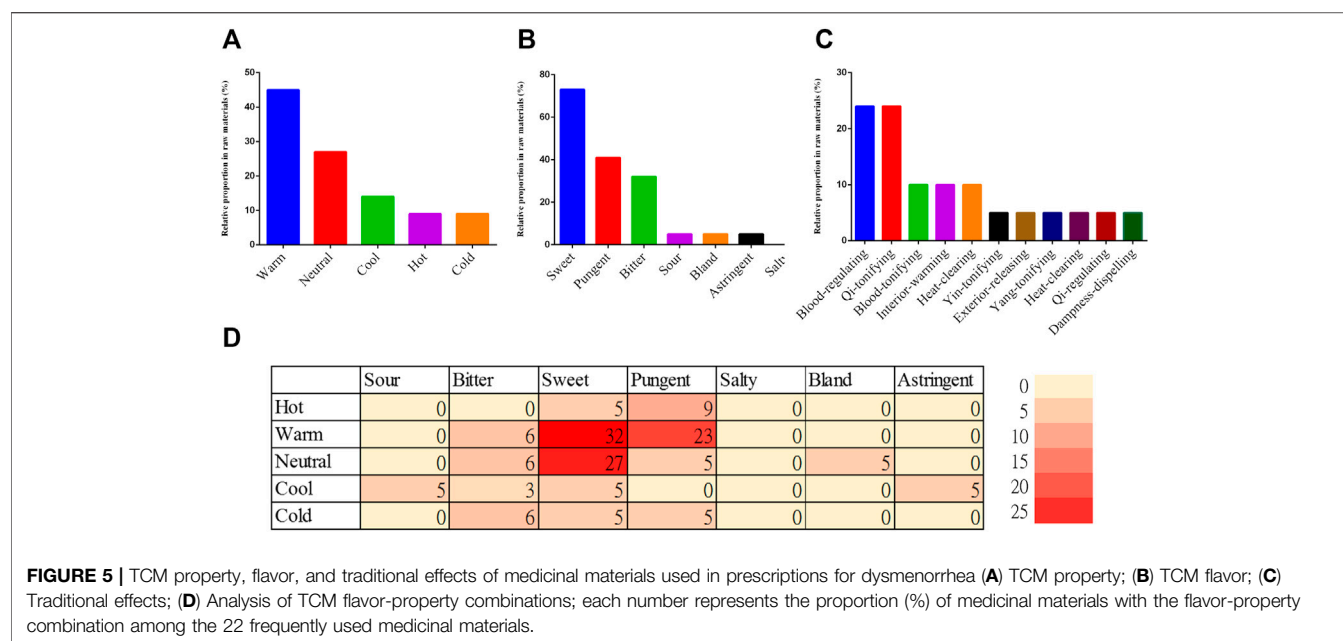 A
B
C
Relative proportion in raw materials (%)
50
40
30
20
10
0
Warm
Neutral
Cool
Hot
Cold
Relative proportion in raw materials (%)
80
60
40
20
0
Sweet
Pungent
Bitter
Sour
Bland
Astringent
Salty
Relative proportion in raw materials (%)
30
20
10
0
Blood-regulating
Qi-tonifying
Blood-tonifying
Interior-warming
Heat-clearing
Yin-tonifying
Exterior-releasing
Yang-tonifying
Heat-clearing
Qi-regulating
Dampness-dispelling
D
Sour Bitter Sweet Pungent Salty Bland Astringent
Hot 0 0 5 9 0 0 0
Warm 0 6 32 23 0 0 0
Neutral 0 6 27 5 0 5 0
Cool 5 3 5 0 0 0 5
Cold 0 6 5 5 0 0 0
0
5
10
15
20
25
FIGURE 5 | TCM property, flavor, and traditional effects of medicinal materials used in prescriptions for dysmenorrhea (A) TCM property; (B) TCM flavor; (C)
Traditional effects; (D) Analysis of TCM flavor-property combinations; each number represents the proportion (%) of medicinal materials with the flavor-property
combination among the 22 frequently used medicinal materials.